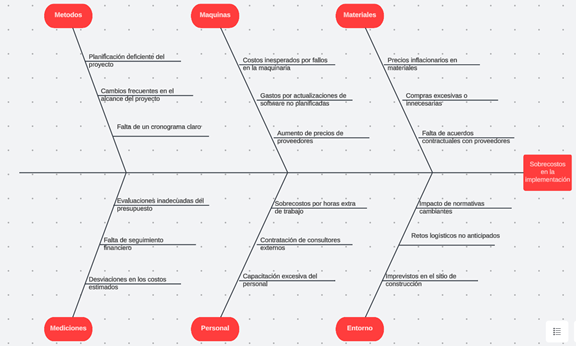 Metodos
Maquinas
Materiales
Planificación deficiente del
proyecto
Cambios frecuentes en el
alcance del proyecto
Falta de un cronograma claro
Costos inesperados por fallos
en la maquinaria
Gastos por actualizaciones de
software no planificadas
Aumento de precios de
proveedores
Precios inflacionarios en
materiales
Compras excesivas o
innecesarias
Falta de acuerdos
contractuales con proveedores
Sobrecostos
en la
implementación
Evaluaciones inadecuadas del
presupuesto
Falta de seguimiento
financiero
Desviaciones en los costos
estimados
Sobrecostos por horas extra
de trabajo
Contratación de consultores
externos
Capacitación excesiva del
personal
Impacto de normativas
cambiantes
Retos logísticos no anticipados
Imprevistos en el sitio de
construcción
Mediciones
Personal
Entorno